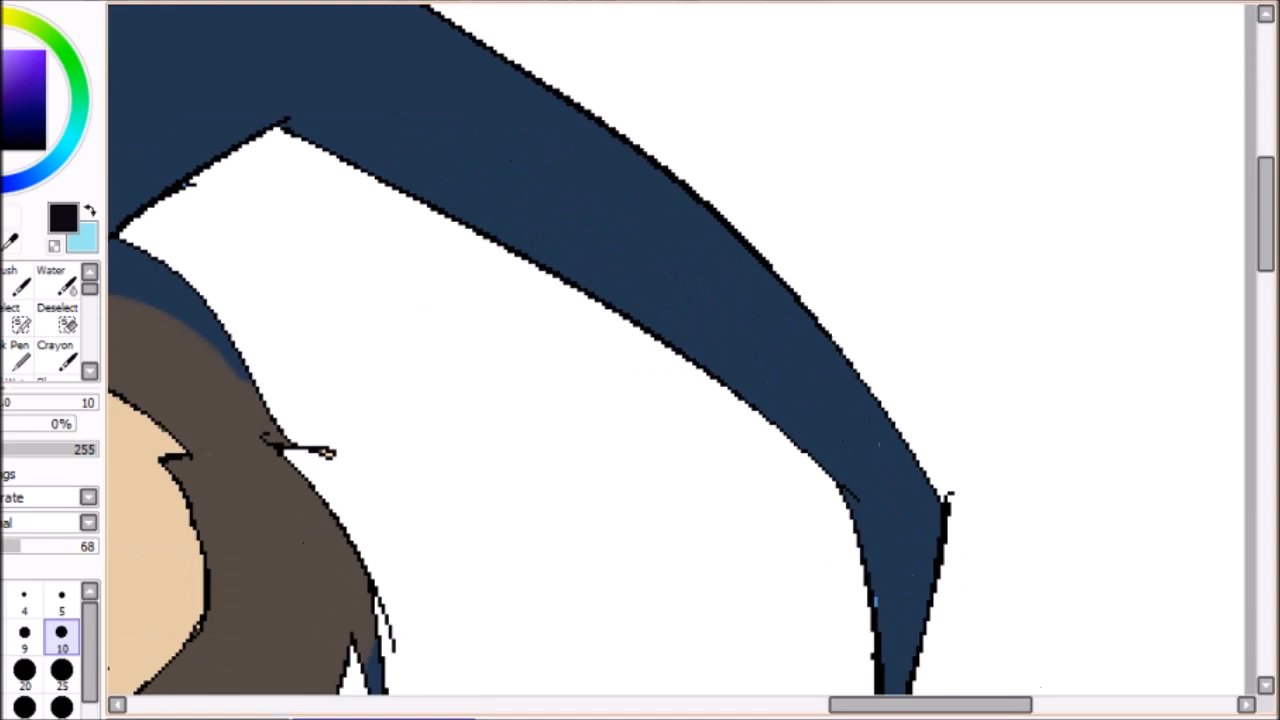 ush Water
lect Deselect
k Pen Crayon
0 10
0%
255
gs
rate
al
68
4 5
9 10
20 25